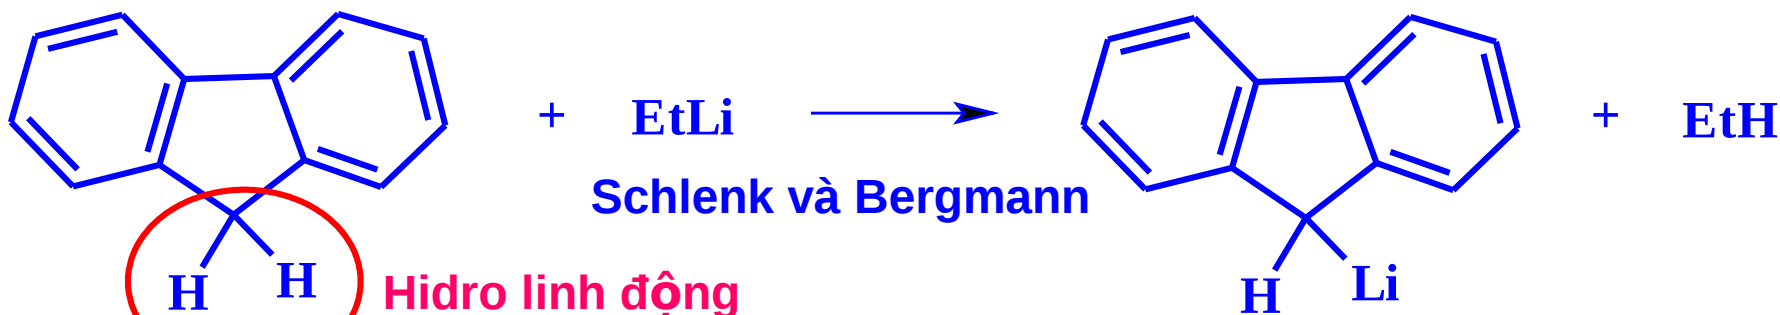 + EtLi + EtH
Schlenk và Bergmann
H H Hidro linh động H Li